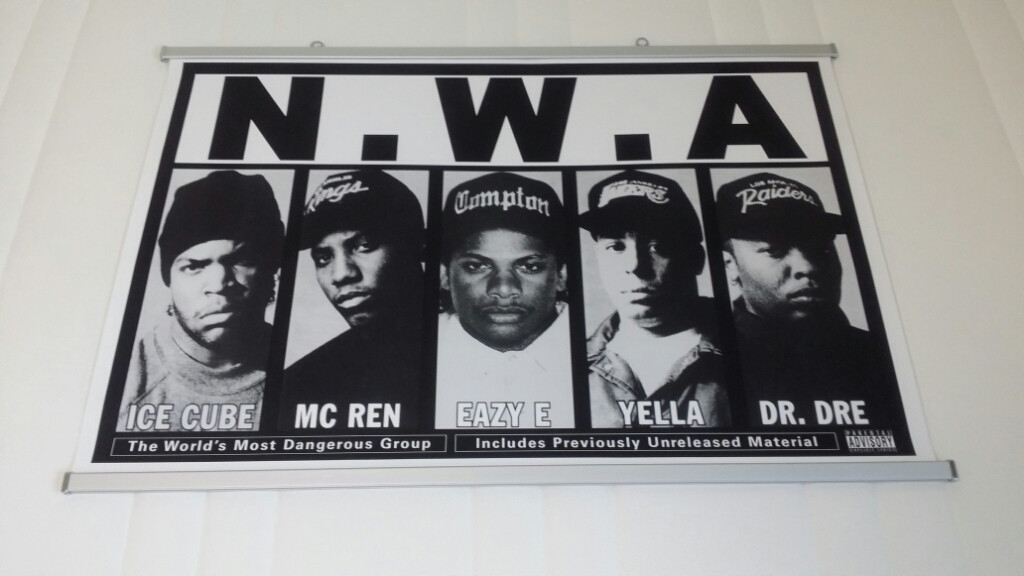 N.W.A
Kings
Compton
Raiders
ICE CUBE
MC REN
EAZY E
YELLA
DR. DRE
The World's Most Dangerous Group
Includes Previously Unreleased Material
PARENTAL
ADVISORY